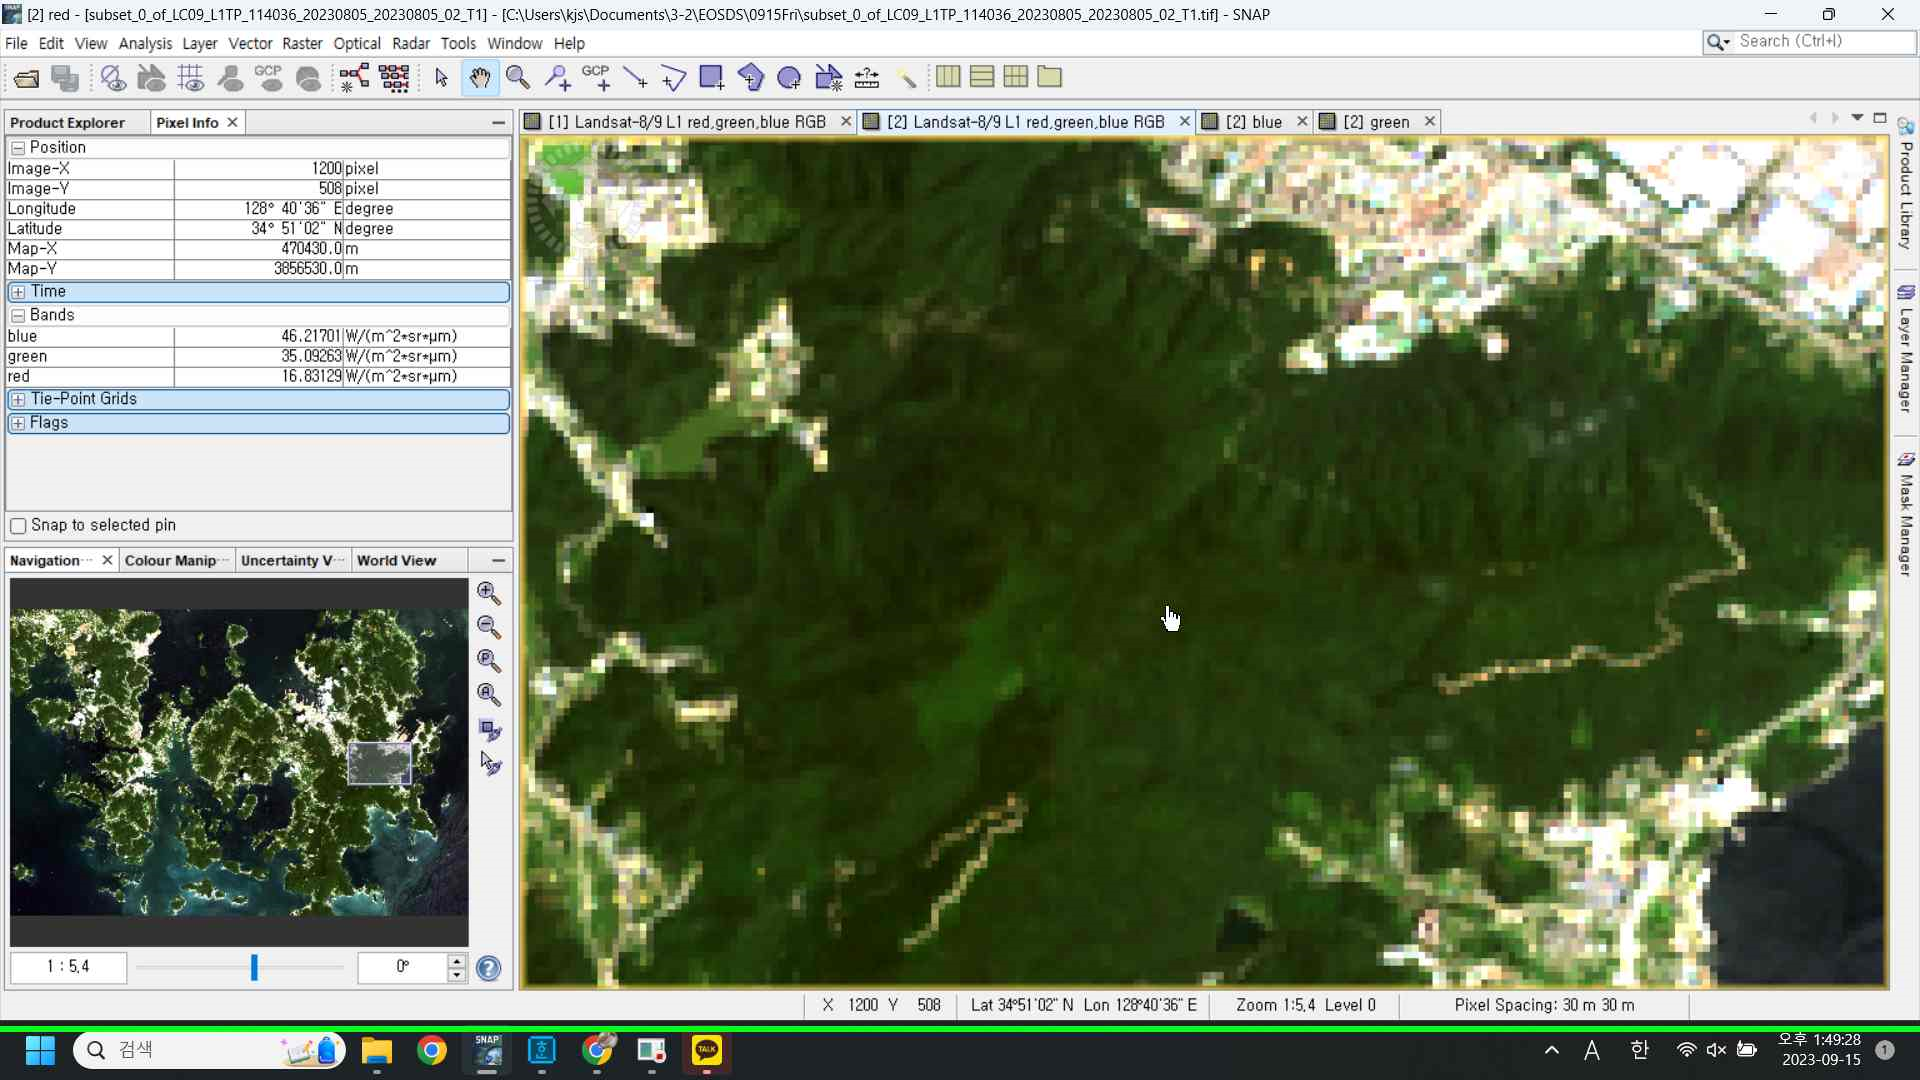 [2] red - [subset_0_of_LC09_L1TP_114036_20230805_20230805_02_T1] - [C:\Users\kjs\Documents\3-2\EOSDS\0915Fri\subset_0_of_LC09_L1TP_114036_20230805_20230805_02_T1.tif] - SNAP
File Edit View Analysis Layer Vector Raster Optical Radar Tools Window Help
Search (Ctrl+I)
GCP GCP
Product Explorer Pixel Info
[1] Landsat-8/9 L1 red,green,blue RGB [2] Landsat-8/9 L1 red,green,blue RGB [2] blue [2] green
Position
Image-X 1200 pixel
Image-Y 508 pixel
Longitude 128° 40'36" E degree
Latitude 34° 51'02" N degree
Map-X 470430.0 m
Map-Y 3856530.0 m
Time
Bands
blue 46.21701 W/(m^2*sr*µm)
green 35.09263 W/(m^2*sr*µm)
red 16.83129 W/(m^2*sr*µm)
Tie-Point Grids
Flags
Snap to selected pin
Navigation··· Colour Manip··· Uncertainty V··· World View
1 : 5,4 0°
Product Library
Layer Manager
Mask Manager
X 1200 Y 508 Lat 34°51'02" N Lon 128°40'36" E Zoom 1:5,4 Level 0 Pixel Spacing: 30 m 30 m
검색
SNAP
TALK
A 한
오후 1:49:28
2023-09-15
1